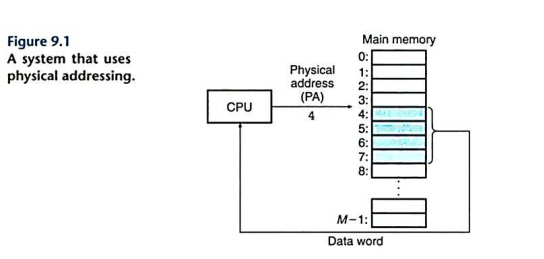 Figure 9.1
A system that uses
physical addressing.
Main memory
Physical
address
(PA)
4
CPU
0:
1:
2:
3:
4:
5:
6:
7:
8:
M−1:
Data word